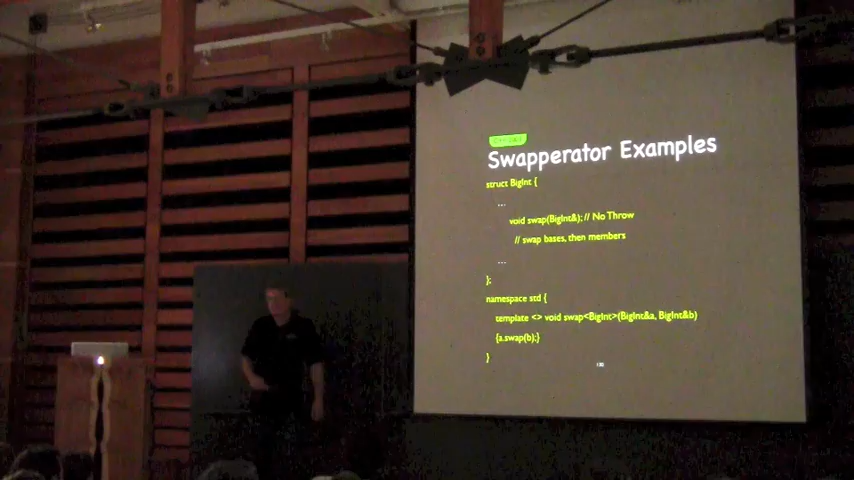 Swapperator Examples
struct BigInt {
...
void swap(BigInt&); // No Throw
// swap bases, then members
...
};
namespace std {
template <> void swap<BigInt>(BigInt&a, BigInt&b)
{a.swap(b);}
}